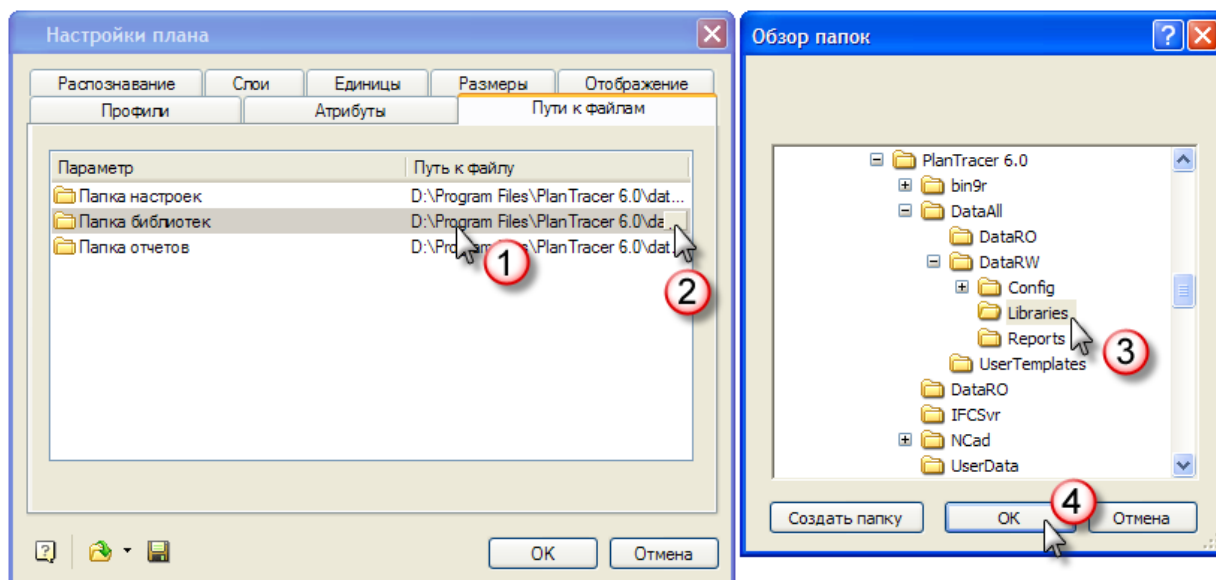 Настройки плана
Распознавание Слои Единицы Размеры Отображение
Профили Атрибуты Пути к файлам
Параметр Путь к файлу
Папка настроек D:\Program Files\PlanTracer 6.0\dat...
Папка библиотек D:\Program Files\PlanTracer 6.0\da...
Папка отчетов D:\Program Files\PlanTracer 6.0\dat...
1
2
OK Отмена
Обзор папок
PlanTracer 6.0
bin9r
DataAll
DataRO
DataRW
Config
Libraries
Reports
3
UserTemplates
DataRO
IFCSvr
NCad
UserData
4
Создать папку OK Отмена